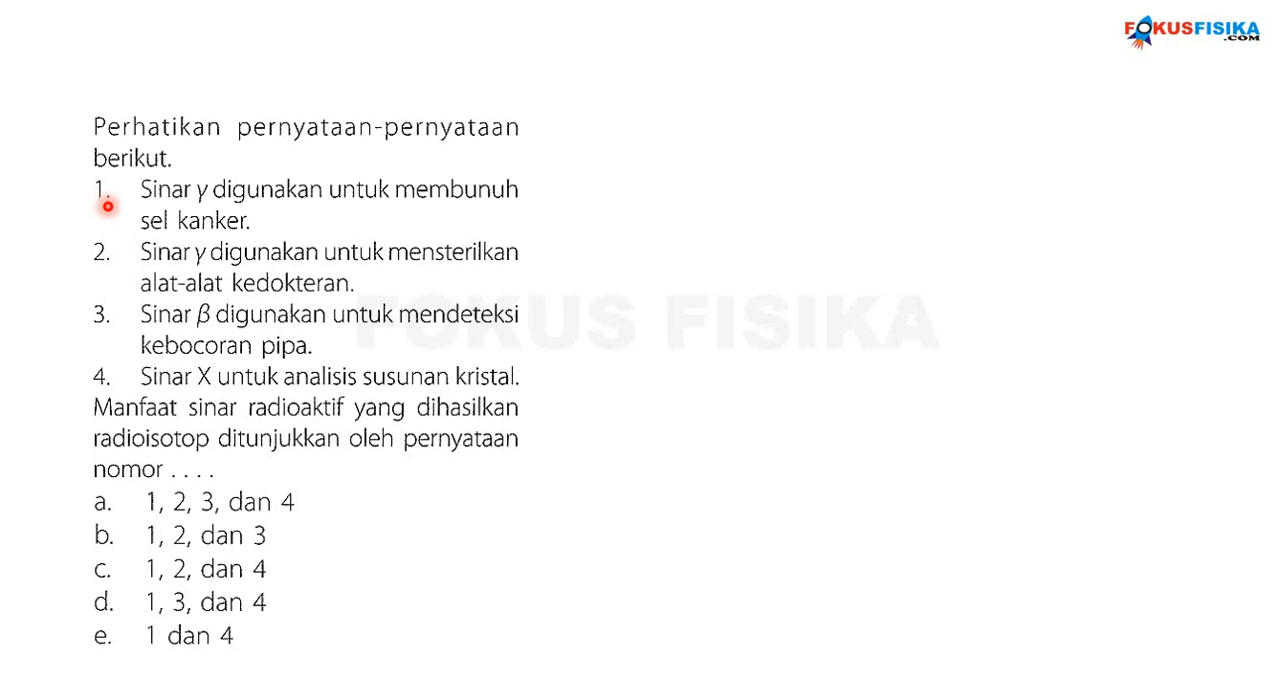 FOKUSFISIKA
.COM
Perhatikan pernyataan-pernyataan
berikut.
1. Sinar γ digunakan untuk membunuh
sel kanker.
2. Sinar γ digunakan untuk mensterilkan
alat-alat kedokteran.
3. Sinar β digunakan untuk mendeteksi
kebocoran pipa.
4. Sinar X untuk analisis susunan kristal.
Manfaat sinar radioaktif yang dihasilkan
radioisotop ditunjukkan oleh pernyataan
nomor . . . .
a. 1, 2, 3, dan 4
b. 1, 2, dan 3
c. 1, 2, dan 4
d. 1, 3, dan 4
e. 1 dan 4
FOKUS FISIKA